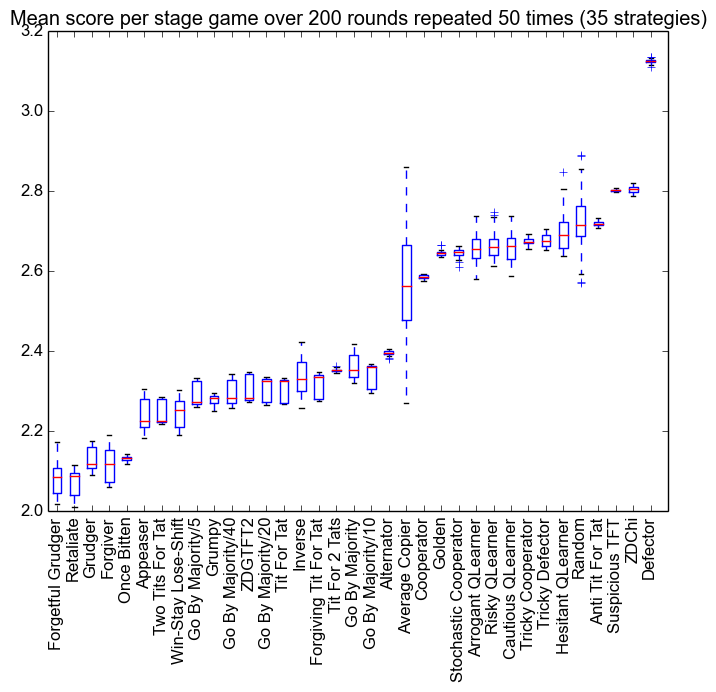 Mean score per stage game over 200 rounds repeated 50 times (35 strategies)
3.2
3.0
2.8
2.6
2.4
2.2
2.0
Forgetful Grudger
Retaliate
Grudger
Forgiver
Once Bitten
Appeaser
Two Tits For Tat
Win-Stay Lose-Shift
Go By Majority/5
Grumpy
Go By Majority/40
ZDGTFT2
Go By Majority/20
Tit For Tat
Inverse
Forgiving Tit For Tat
Tit For 2 Tats
Go By Majority
Go By Majority/10
Alternator
Average Copier
Cooperator
Golden
Stochastic Cooperator
Arrogant QLearner
Risky QLearner
Cautious QLearner
Tricky Cooperator
Tricky Defector
Hesitant QLearner
Random
Anti Tit For Tat
Suspicious TFT
ZDChi
Defector